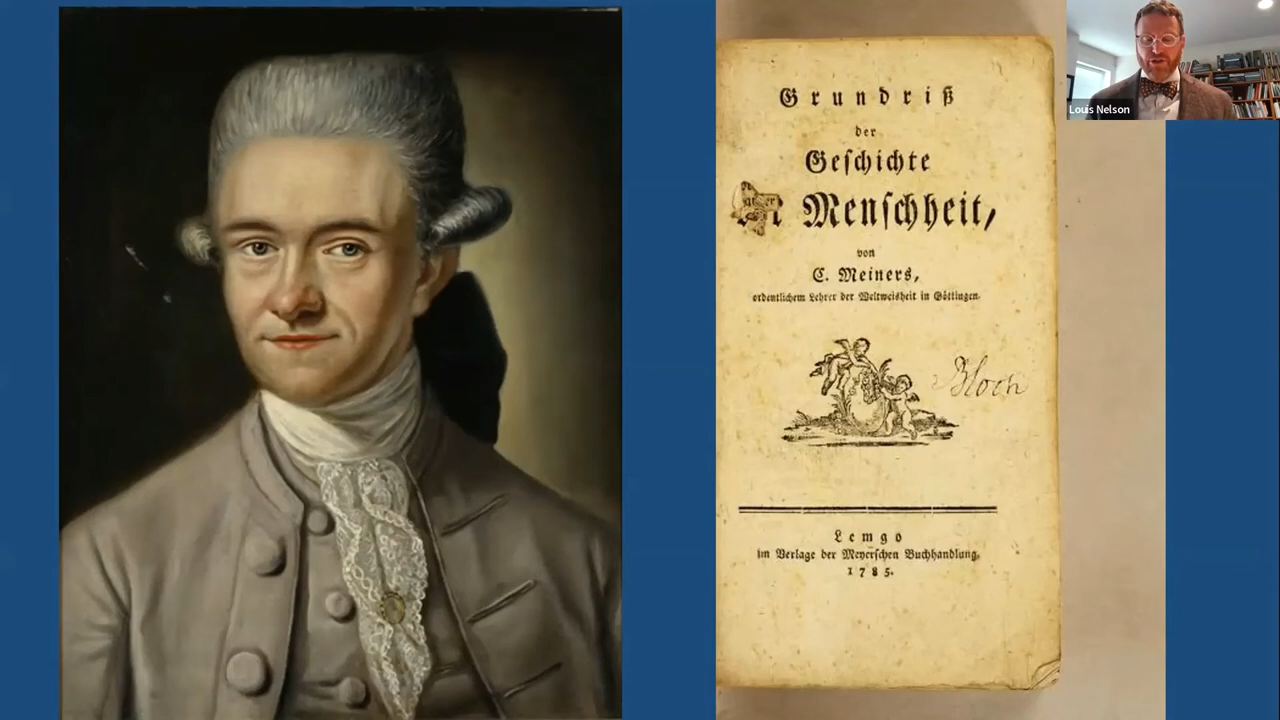 Grundriß
der
Geſchichte
Menſchheit,
von
C. Meiners,
ordentlichem Lehrer der Weltweisheit in Göttingen.
Bloch
Lemgo
im Verlage der Meyerſchen Buchhandlung,
1785.
Louis Nelson